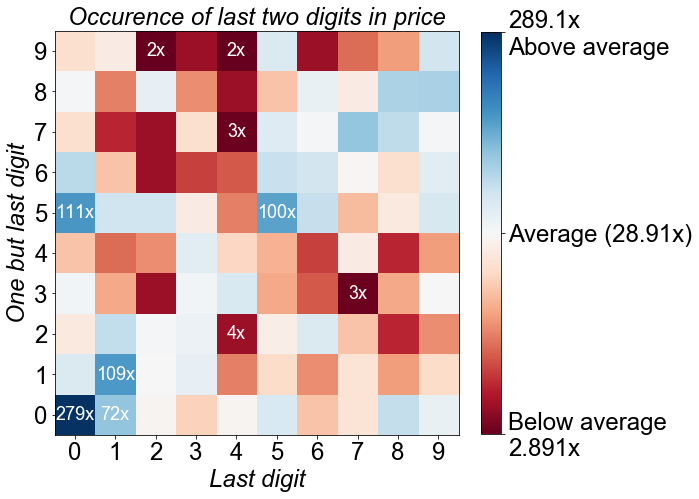 Occurence of last two digits in price
289.1x
Above average
9
2x
2x
8
7
3x
6
5
111x
100x
Average (28.91x)
4
3
3x
2
4x
1
109x
0
279x
72x
Below average
2.891x
0 1 2 3 4 5 6 7 8 9
Last digit
One but last digit